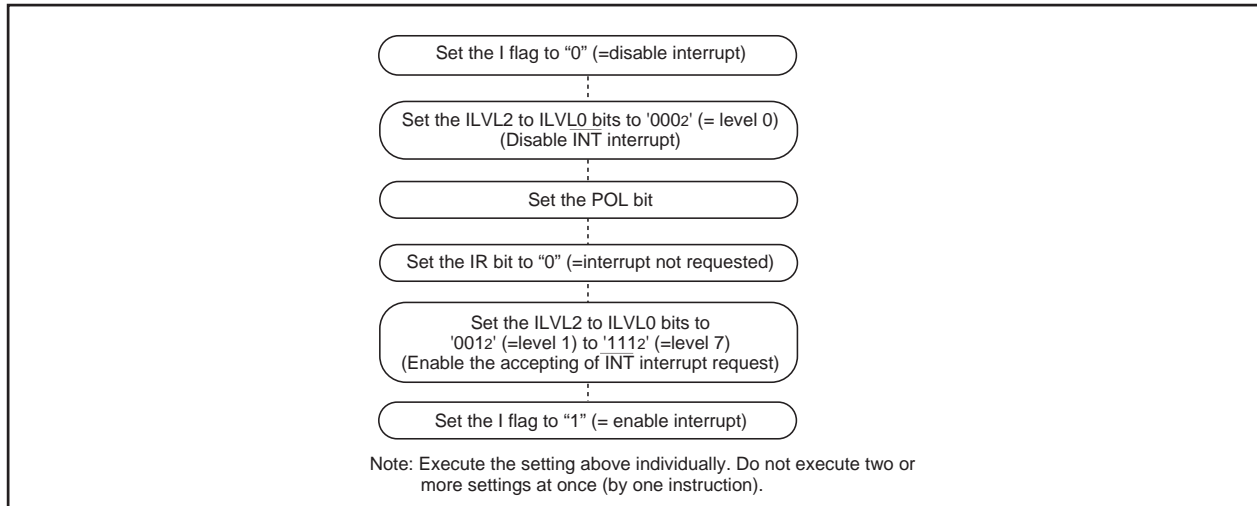 Set the I flag to “0” (=disable interrupt)
Set the ILVL2 to ILVL0 bits to '0002' (= level 0)
(Disable INT interrupt)
Set the POL bit
Set the IR bit to “0” (=interrupt not requested)
Set the ILVL2 to ILVL0 bits to
'0012' (=level 1) to '1112' (=level 7)
(Enable the accepting of INT interrupt request)
Set the I flag to “1” (= enable interrupt)
Note: Execute the setting above individually. Do not execute two or
more settings at once (by one instruction).